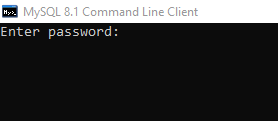 MySQL 8.1 Command Line Client
Enter password: